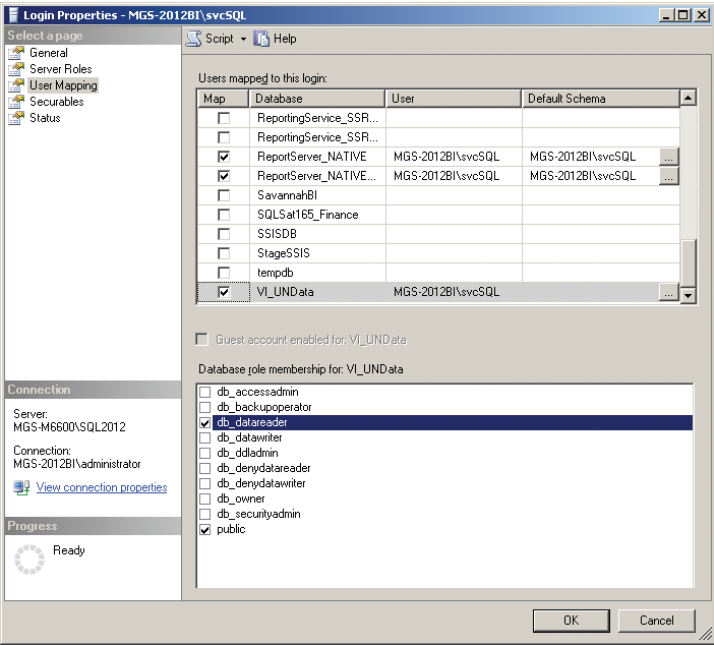 Login Properties - MGS-2012BI\svcSQL
Select a page
General
Server Roles
User Mapping
Securables
Status
Script Help
Users mapped to this login:
Map Database User Default Schema
ReportingService_SSR...
ReportingService_SSR...
ReportServer_NATIVE MGS-2012BI\svcSQL MGS-2012BI\svcSQL ...
ReportServer_NATIVE... MGS-2012BI\svcSQL MGS-2012BI\svcSQL ...
SavannahBI
SQLSat165_Finance
SSISDB
StageSSIS
tempdb
VI_UNData MGS-2012BI\svcSQL ...
Guest account enabled for: VI_UNData
Database role membership for: VI_UNData
db_accessadmin
db_backupoperator
db_datareader
db_datawriter
db_ddladmin
db_denydatareader
db_denydatawriter
db_owner
db_securityadmin
public
Connection
Server:
MGS-M6600\SQL2012
Connection:
MGS-2012BI\administrator
View connection properties
Progress
Ready
OK Cancel